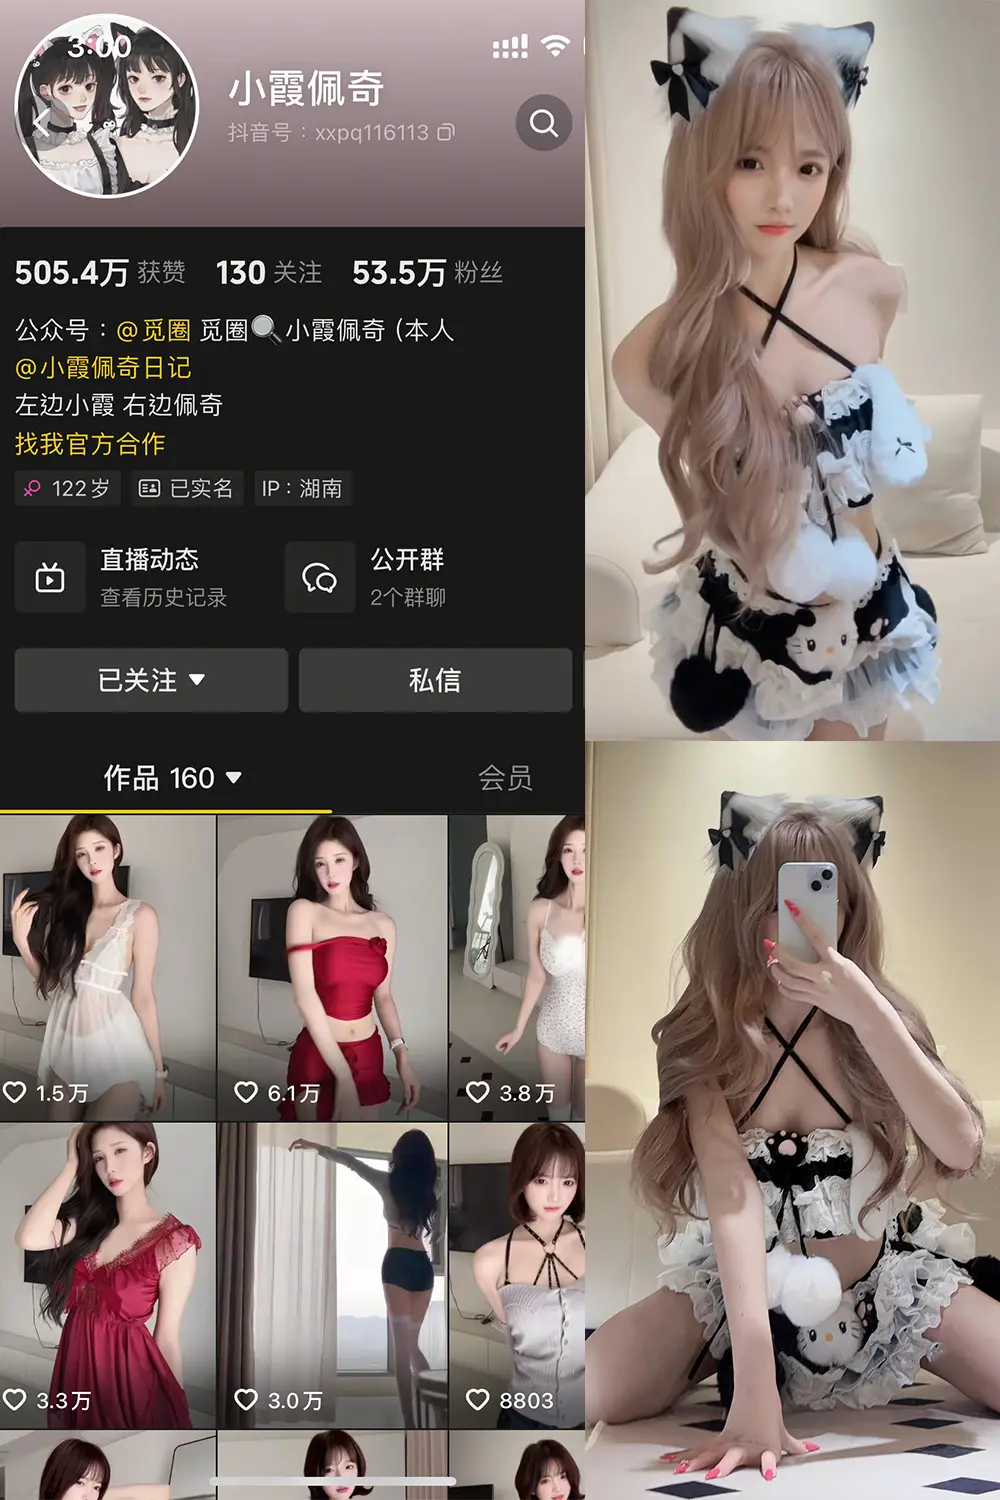 3:00
小霞佩奇
抖音号：xxpq116113
505.4万 获赞 130 关注 53.5万 粉丝
公众号：@觅圈 觅圈🔍小霞佩奇 (本人
@小霞佩奇日记
左边小霞 右边佩奇
找我官方合作
122岁 已实名 IP：湖南
直播动态 公开群
查看历史记录 2个群聊
已关注 私信
作品 160 会员
1.5万 6.1万 3.8万
3.3万 3.0万 8803